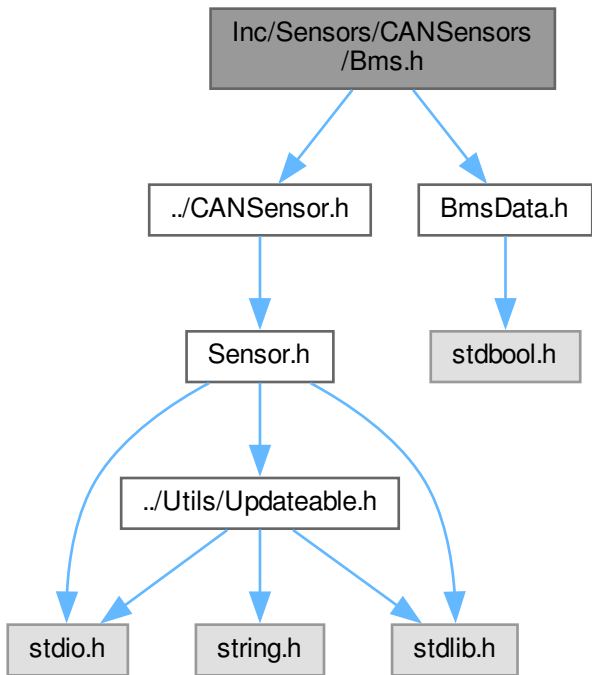 Inc/Sensors/CANSensors
/Bms.h
../CANSensor.h
BmsData.h
Sensor.h
stdbool.h
../Utils/Updateable.h
stdio.h
string.h
stdlib.h